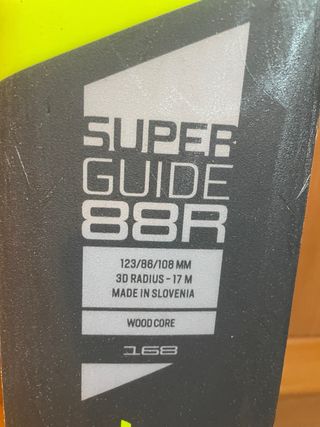 SUPER
GUIDE
88R
123/86/108 MM
3D RADIUS - 17 M
MADE IN SLOVENIA
WOOD CORE
168